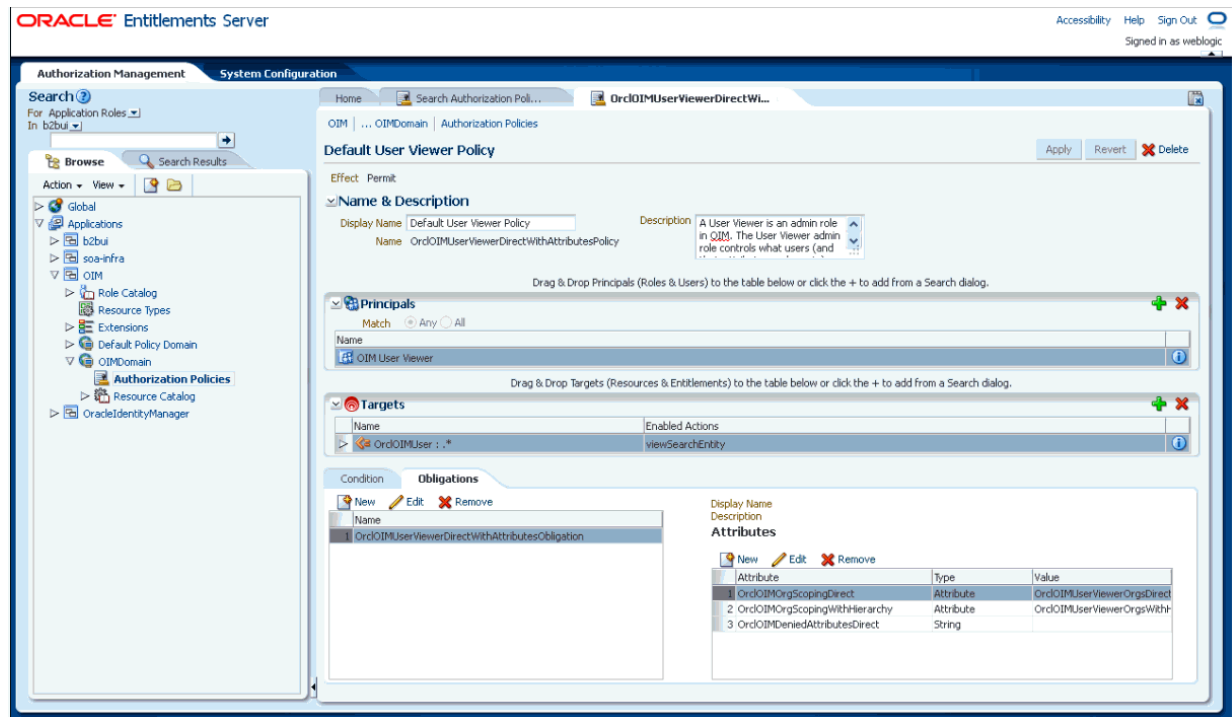 ORACLE Entitlements Server
Accessibility Help Sign Out
Signed in as weblogic
Authorization Management System Configuration
Search
For Application Roles
In b2bui
Browse Search Results
Action View
Global
Applications
b2bui
soa-infra
OIM
Role Catalog
Resource Types
Extensions
Default Policy Domain
OIMDomain
Authorization Policies
Resource Catalog
OracleIdentityManager
Home Search Authorization Poli... OrclOIMUserViewerDirectWi...
OIM | ... OIMDomain | Authorization Policies
Default User Viewer Policy
Apply Revert Delete
Effect Permit
Name & Description
Display Name Default User Viewer Policy
Name OrclOIMUserViewerDirectWithAttributesPolicy
Description A User Viewer is an admin role
in OIM. The User Viewer admin
role controls what users (and
Drag & Drop Principals (Roles & Users) to the table below or click the + to add from a Search dialog.
Principals
Match Any All
Name
OIM User Viewer
Drag & Drop Targets (Resources & Entitlements) to the table below or click the + to add from a Search dialog.
Targets
Name Enabled Actions
OrclOIMUser : .* viewSearchEntity
Condition Obligations
New Edit Remove
Name
1 OrclOIMUserViewerDirectWithAttributesObligation
Display Name
Description
Attributes
New Edit Remove
Attribute Type Value
1 OrclOIMOrgScopingDirect Attribute OrclOIMUserViewerOrgsDirect
2 OrclOIMOrgScopingWithHierarchy Attribute OrclOIMUserViewerOrgsWithH
3 OrclOIMDeniedAttributesDirect String